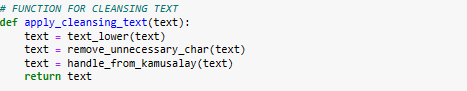 # FUNCTION FOR CLEANSING TEXT
def apply_cleansing_text(text):
    text = text_lower(text)
    text = remove_unnecessary_char(text)
    text = handle_from_kamusalay(text)
    return text